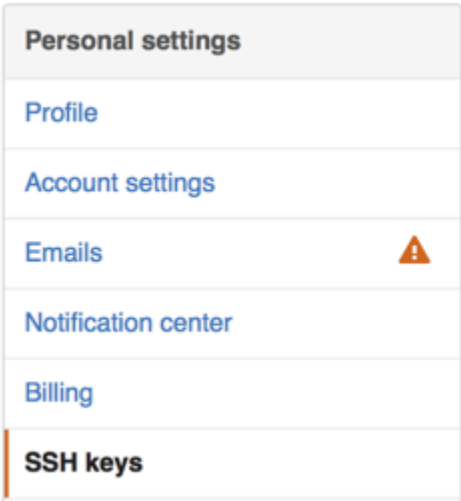 Personal settings
Profile
Account settings
Emails
Notification center
Billing
SSH keys